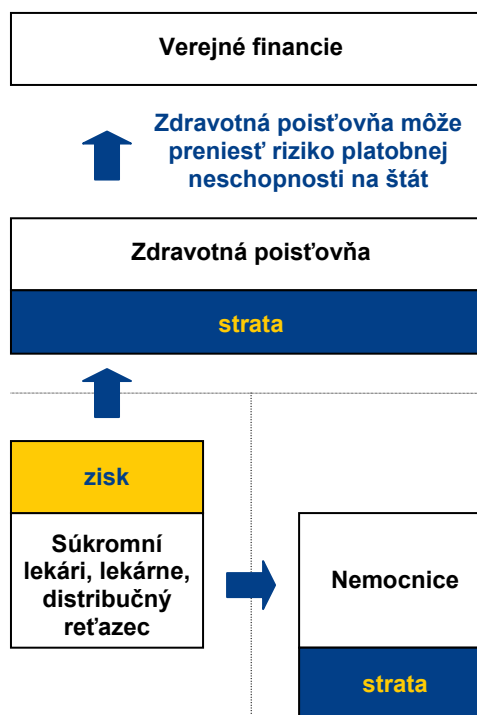 Verejné financie
Zdravotná poisťovňa môže
preniesť riziko platobnej
neschopnosti na štát
Zdravotná poisťovňa
strata
zisk
Súkromní
lekári, lekárne,
distribučný
reťazec
Nemocnice
strata